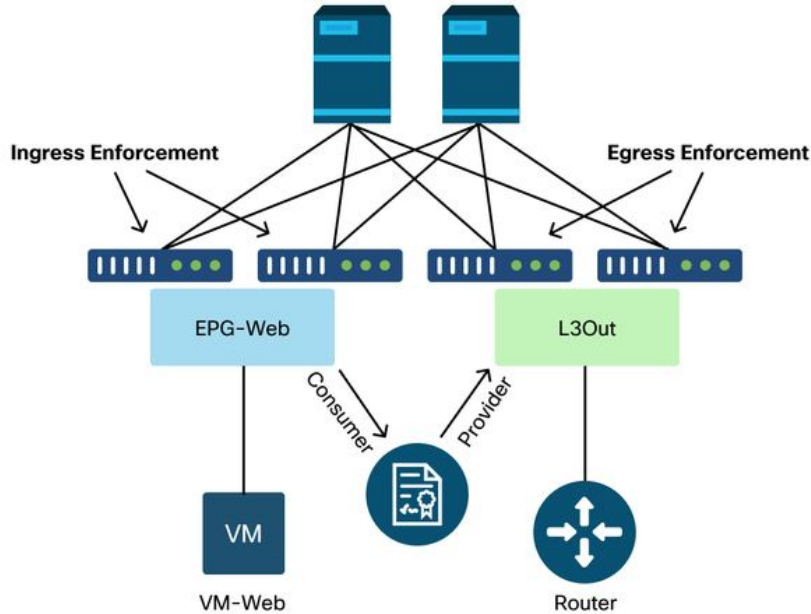 Ingress Enforcement
Egress Enforcement
EPG-Web
L3Out
Consumer
Provider
VM
VM-Web
Router